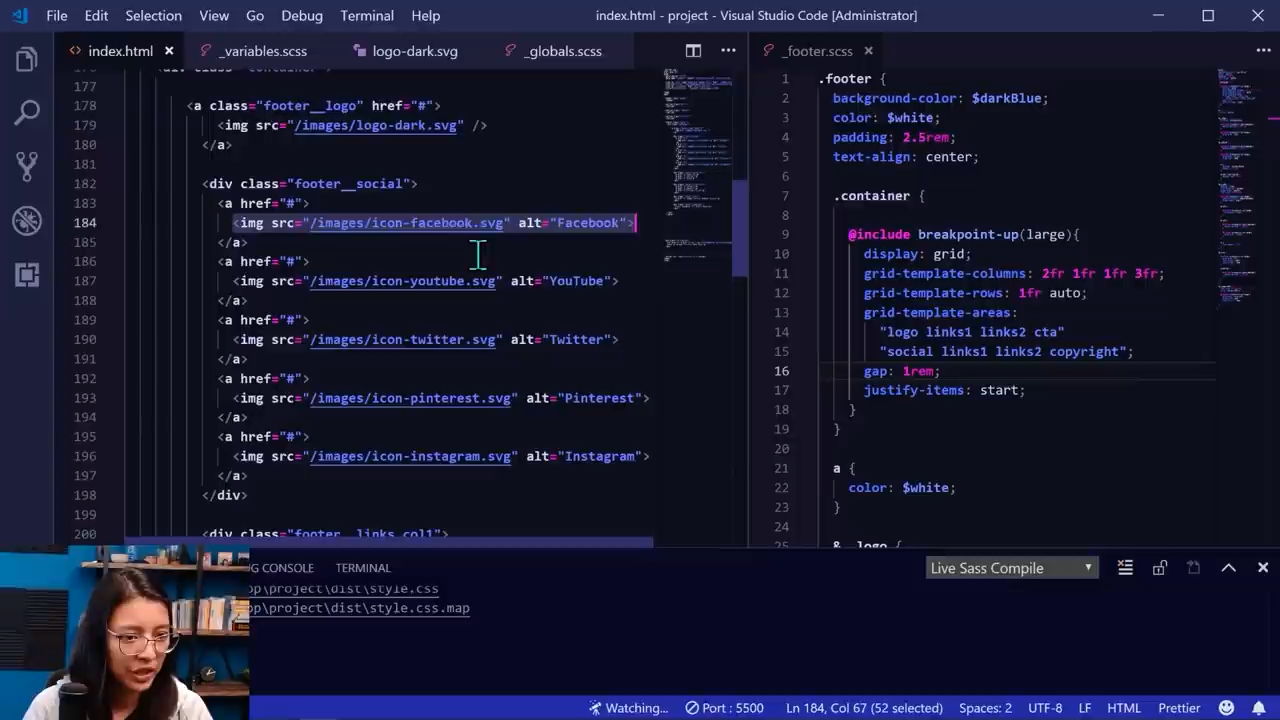 File Edit Selection View Go Debug Terminal Help
index.html - project - Visual Studio Code [Administrator]
index.html
_variables.scss
logo-dark.svg
_globals.scss
_footer.scss
177
178 <a class="footer__logo" href="#">
179 <img src="/images/logo-dark.svg" />
180 </a>
181
182 <div class="footer__social">
183 <a href="#">
184 <img src="/images/icon-facebook.svg" alt="Facebook">
185 </a>
186 <a href="#">
187 <img src="/images/icon-youtube.svg" alt="YouTube">
188 </a>
189 <a href="#">
190 <img src="/images/icon-twitter.svg" alt="Twitter">
191 </a>
192 <a href="#">
193 <img src="/images/icon-pinterest.svg" alt="Pinterest">
194 </a>
195 <a href="#">
196 <img src="/images/icon-instagram.svg" alt="Instagram">
197 </a>
198 </div>
199
200 <div class="footer__links col1">
1 .footer {
2 background-color: $darkBlue;
3 color: $white;
4 padding: 2.5rem;
5 text-align: center;
6
7 .container {
8
9 @include breakpoint-up(large){
10 display: grid;
11 grid-template-columns: 2fr 1fr 1fr 3fr;
12 grid-template-rows: 1fr auto;
13 grid-template-areas:
14 "logo links1 links2 cta"
15 "social links1 links2 copyright";
16 gap: 1rem;
17 justify-items: start;
18 }
19 }
20
21 a {
22 color: $white;
23 }
24
25 &__logo {
NG CONSOLE TERMINAL
Live Sass Compile
op\project\dist\style.css
op\project\dist\style.css.map
Watching... Port : 5500 Ln 184, Col 67 (52 selected) Spaces: 2 UTF-8 LF HTML Prettier